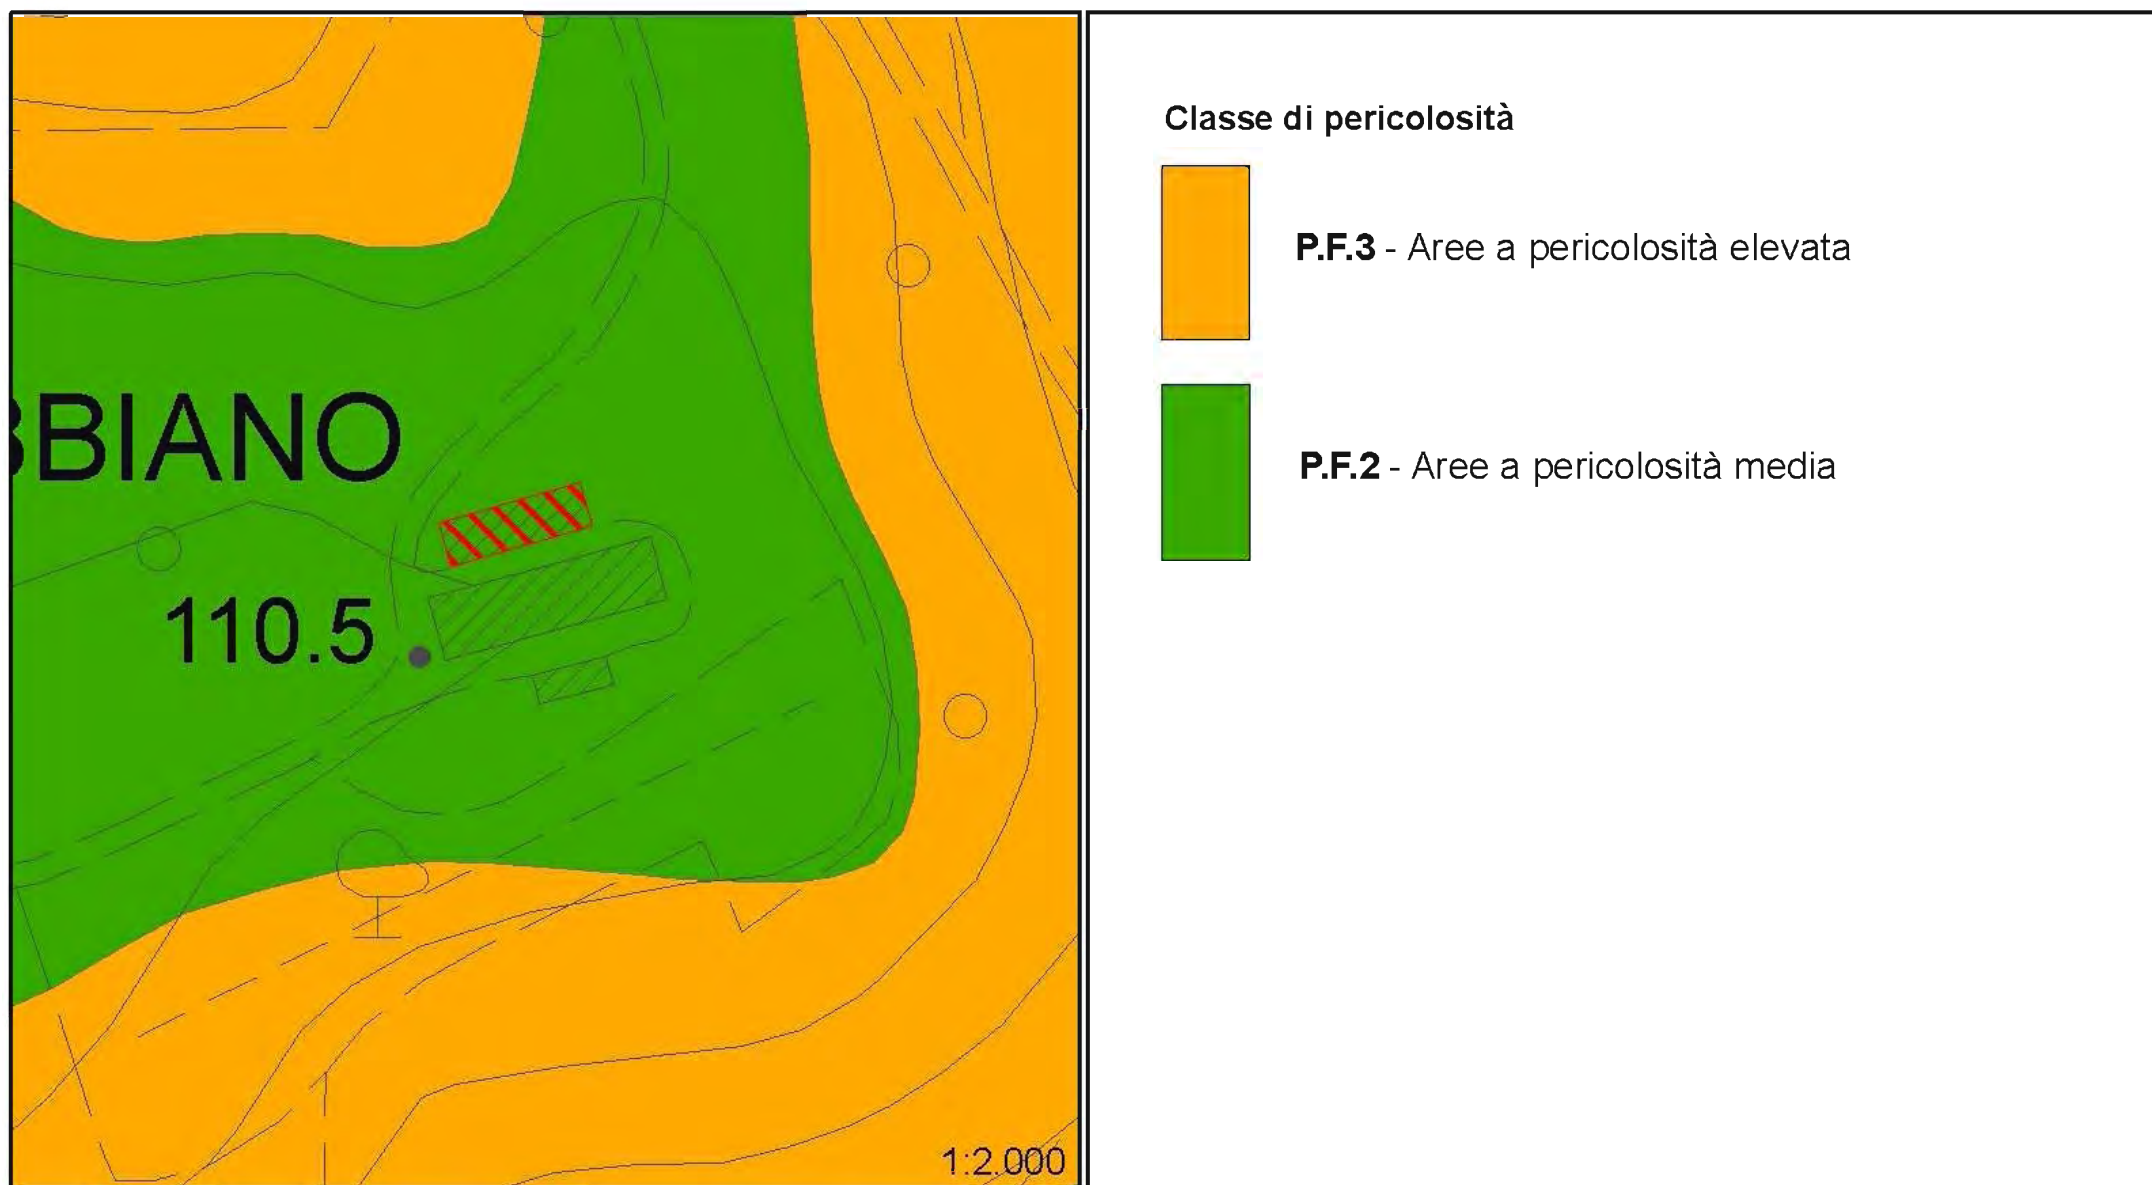 BBIANO
110.5
1:2.000
Classe di pericolosità
P.F.3 - Aree a pericolosità elevata
P.F.2 - Aree a pericolosità media